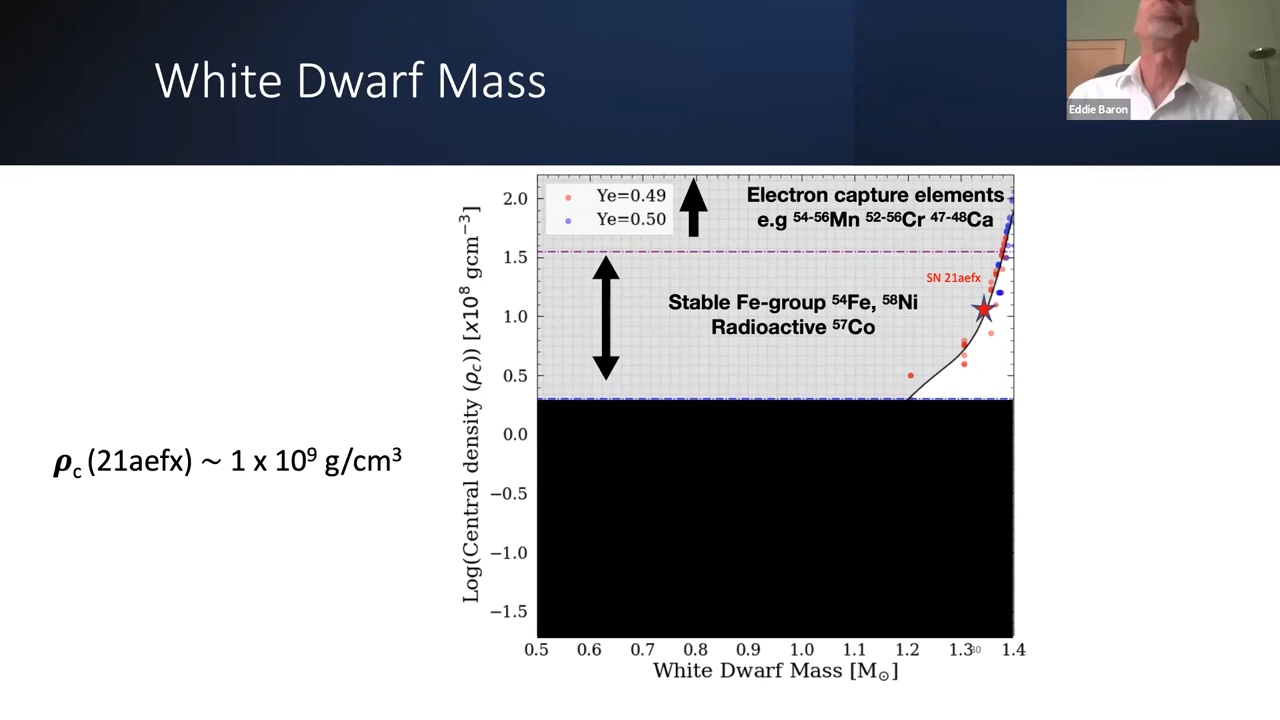 White Dwarf Mass
Eddie Baron
Ye=0.49
Ye=0.50
Electron capture elements
e.g ⁵⁴⁻⁵⁶Mn ⁵²⁻⁵⁶Cr ⁴⁷⁻⁴⁸Ca
SN 21aefx
Stable Fe-group ⁵⁴Fe, ⁵⁸Ni
Radioactive ⁵⁷Co
𝝆c (21aefx) ~ 1 x 10⁹ g/cm³
Log(Central density (ρc)) [x10⁸ gcm⁻³]
2.0
1.5
1.0
0.5
0.0
−0.5
−1.0
−1.5
0.5 0.6 0.7 0.8 0.9 1.0 1.1 1.2 1.3 30 1.4
White Dwarf Mass [M☉]